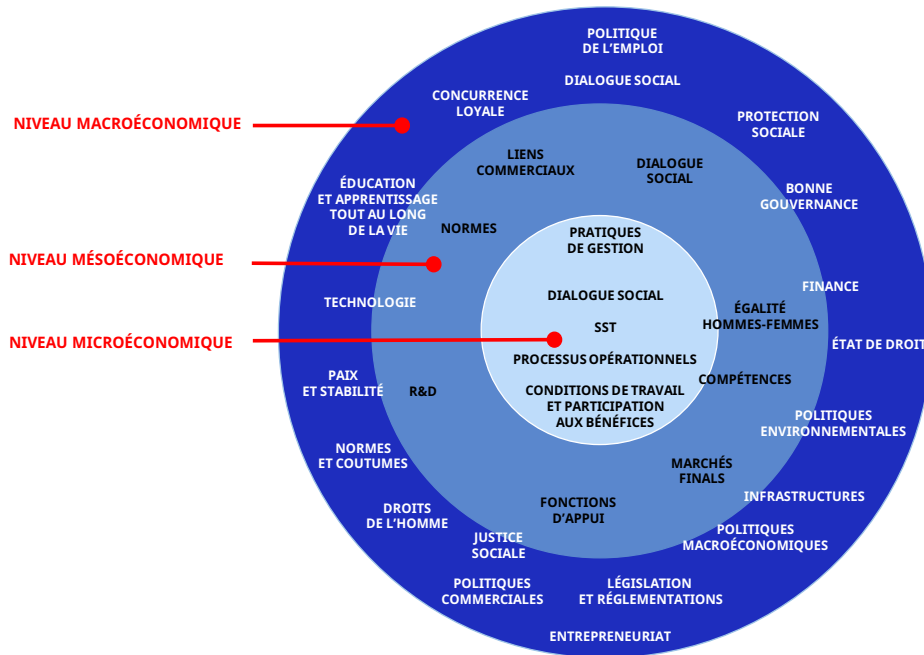 POLITIQUE
DE L'EMPLOI
DIALOGUE SOCIAL
CONCURRENCE
LOYALE
PROTECTION
SOCIALE
NIVEAU MACROÉCONOMIQUE
LIENS
COMMERCIAUX
DIALOGUE
SOCIAL
ÉDUCATION
ET APPRENTISSAGE
TOUT AU LONG
DE LA VIE
BONNE
GOUVERNANCE
NORMES
PRATIQUES
DE GESTION
NIVEAU MÉSOÉCONOMIQUE
FINANCE
DIALOGUE SOCIAL
TECHNOLOGIE
ÉGALITÉ
HOMMES-FEMMES
SST
NIVEAU MICROÉCONOMIQUE
ÉTAT DE DROIT
PROCESSUS OPÉRATIONNELS
PAIX
ET STABILITÉ
R&D
COMPÉTENCES
CONDITIONS DE TRAVAIL
ET PARTICIPATION
AUX BÉNÉFICES
POLITIQUES
ENVIRONNEMENTALES
NORMES
ET COUTUMES
MARCHÉS
FINALS
INFRASTRUCTURES
DROITS
DE L'HOMME
FONCTIONS
D'APPUI
POLITIQUES
MACROÉCONOMIQUES
JUSTICE
SOCIALE
POLITIQUES
COMMERCIALES
LÉGISLATION
ET RÉGLEMENTATIONS
ENTREPRENEURIAT